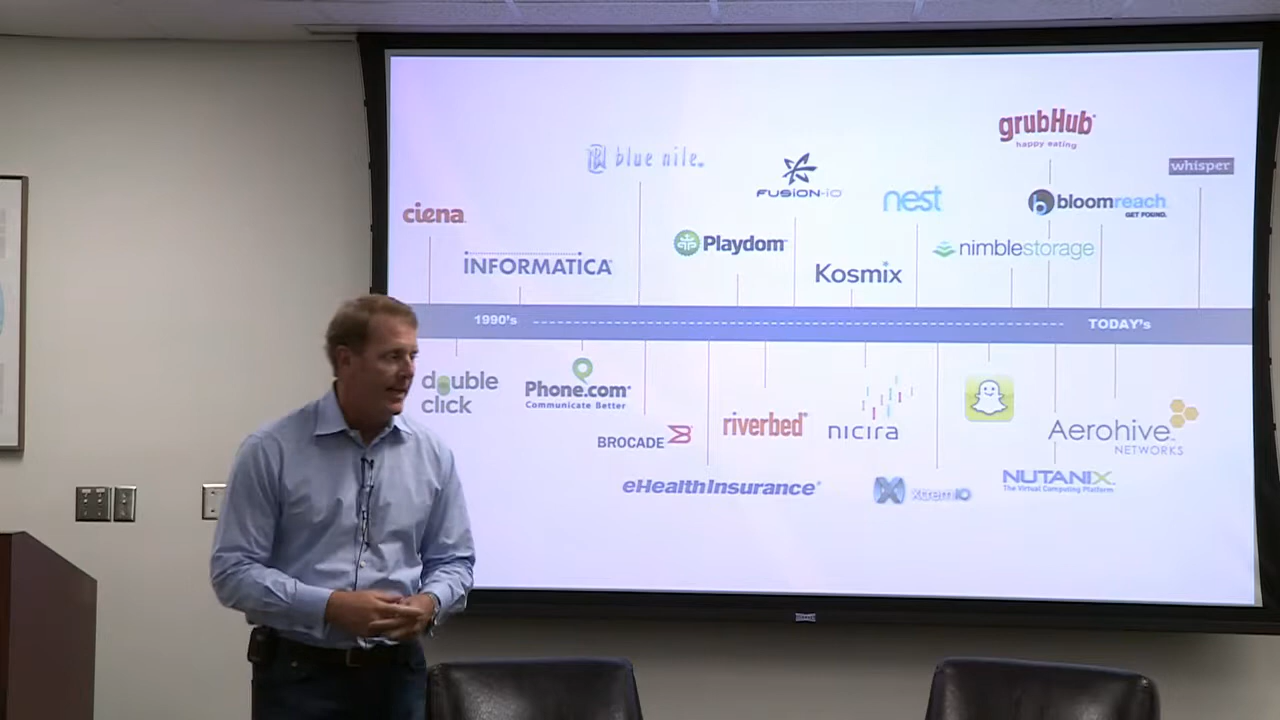 grubHub
happy eating
blue nile
FUSION-iO
whisper
nest
bloomreach
GET FOUND.
ciena
Playdom
nimblestorage
INFORMATICA
Kosmix
1990's
TODAY's
double
click
Phone.com
Communicate Better
BROCADE
riverbed
nicira
Aerohive
NETWORKS
eHealthInsurance
xtremIO
NUTANIX
The Virtual Computing Platform